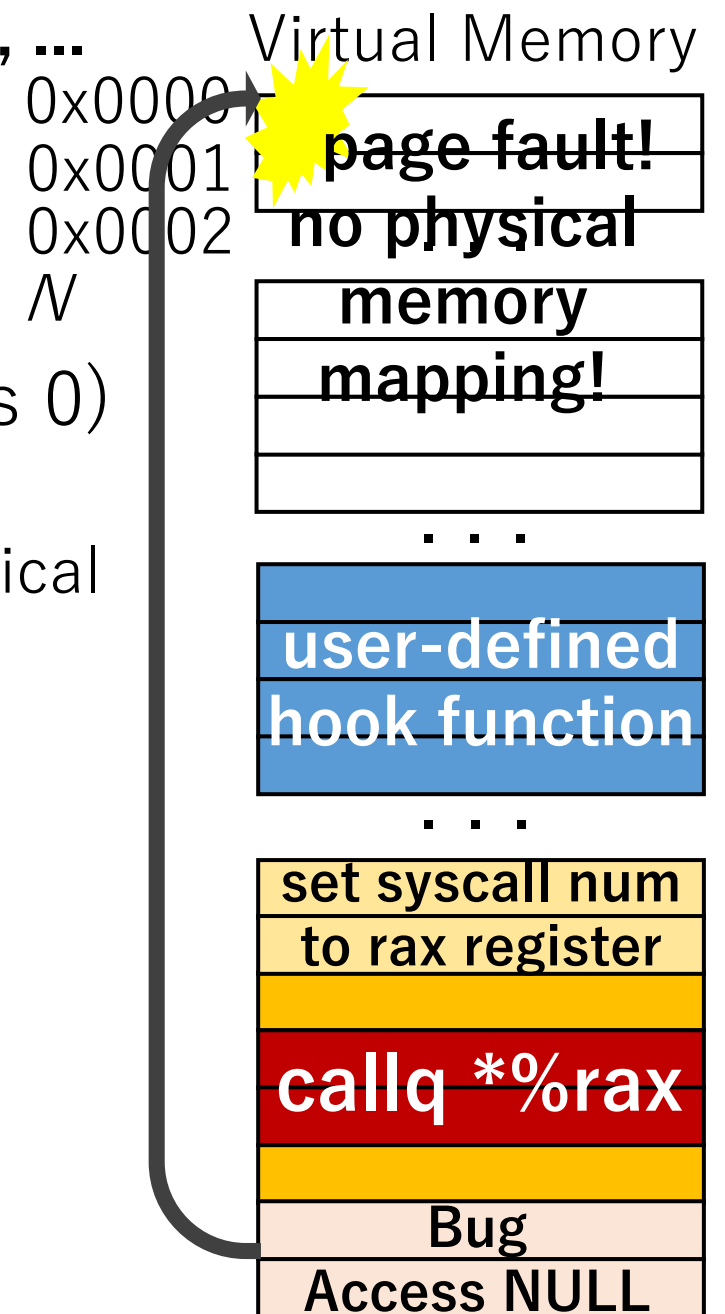 , ...
Virtual Memory
0x0000
0x0001
0x0002
N
page fault!
no physical
memory
mapping!
s 0)
ical
. . .
user-defined
hook function
. . .
set syscall num
to rax register
callq *%rax
Bug
Access NULL